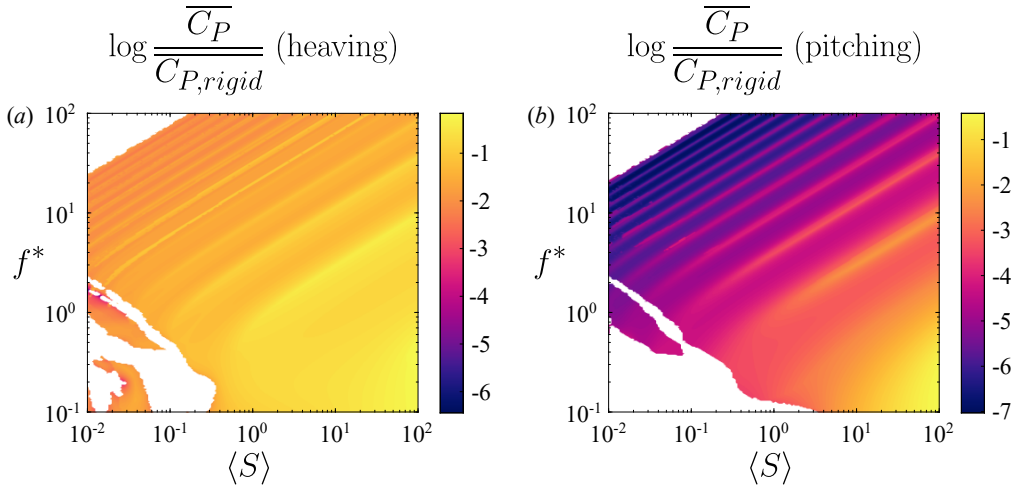 log C_P / C_P,rigid (heaving)
log C_P / C_P,rigid (pitching)
(a)
10^2
10^1
f*
10^0
10^-1
10^-2 10^-1 10^0 10^1 10^2
⟨S⟩
-1
-2
-3
-4
-5
-6
(b)
10^2
10^1
f*
10^0
10^-1
10^-2 10^-1 10^0 10^1 10^2
⟨S⟩
-1
-2
-3
-4
-5
-6
-7